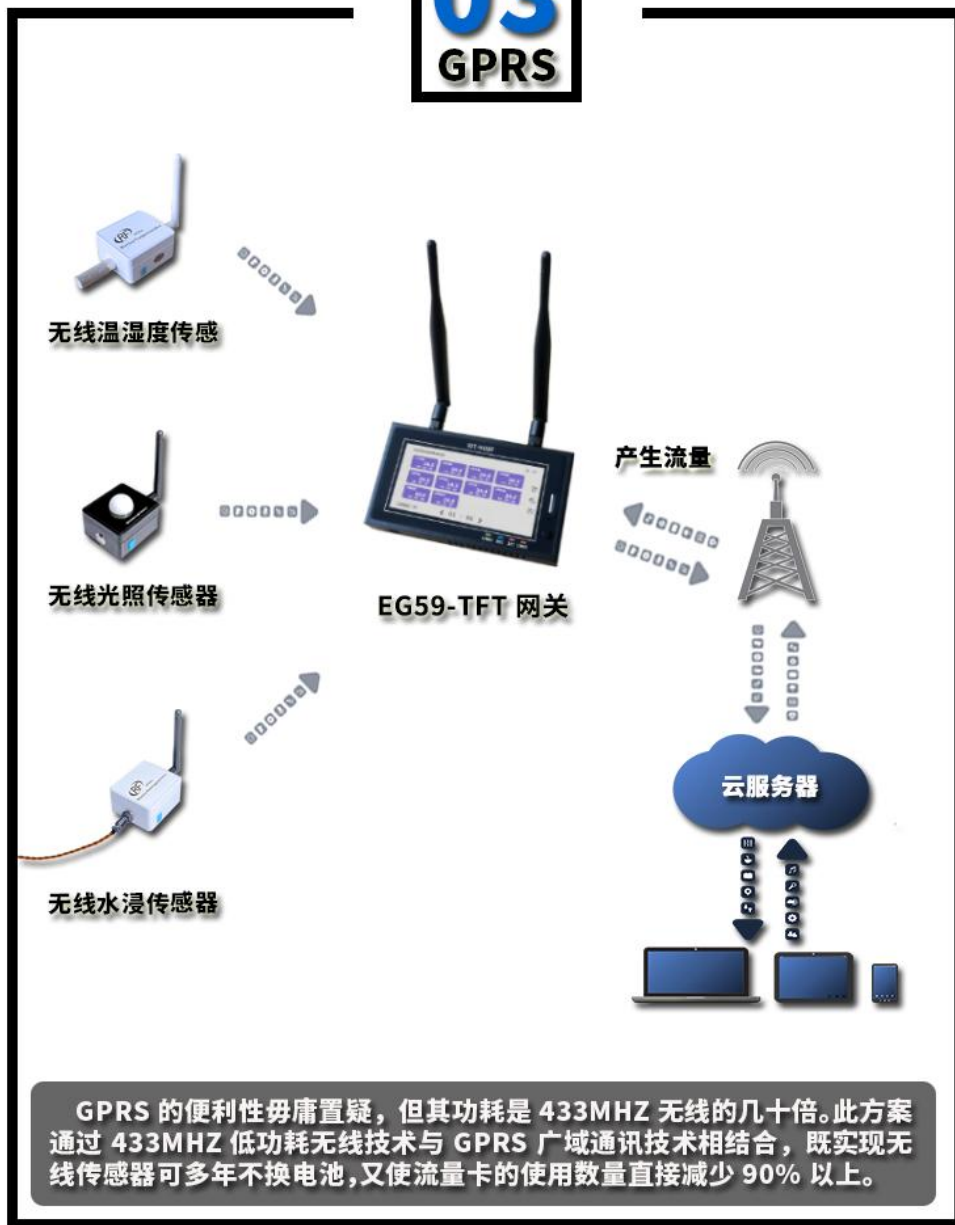 03
GPRS
无线温湿度传感
产生流量
无线光照传感器
EG59-TFT 网关
云服务器
无线水浸传感器
GPRS 的便利性毋庸置疑，但其功耗是 433MHZ 无线的几十倍。此方案
通过 433MHZ 低功耗无线技术与 GPRS 广域通讯技术相结合，既实现无
线传感器可多年不换电池，又使流量卡的使用数量直接减少 90% 以上。